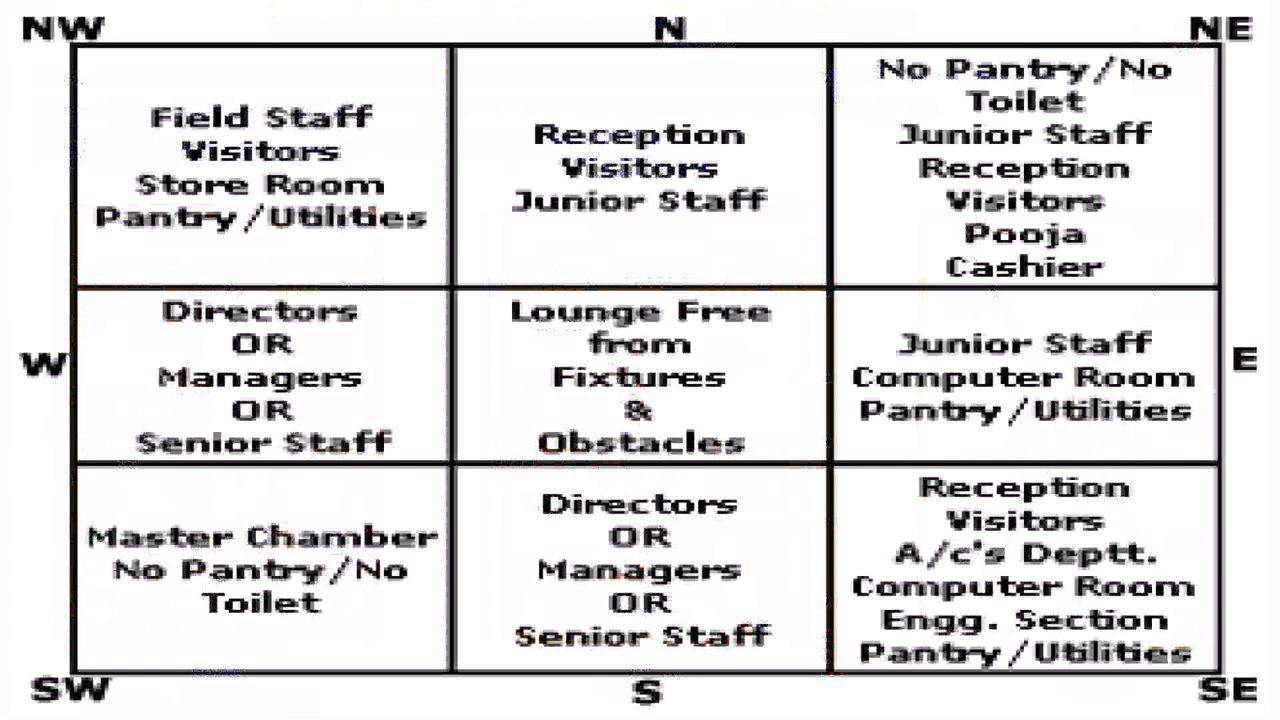 NW N NE
Field Staff
Visitors
Store Room
Pantry/Utilities
Reception
Visitors
Junior Staff
No Pantry/No
Toilet
Junior Staff
Reception
Visitors
Pooja
Cashier
W
Directors
OR
Managers
OR
Senior Staff
Lounge Free
from
Fixtures
&
Obstacles
Junior Staff
Computer Room
Pantry/Utilities
E
Master Chamber
No Pantry/No
Toilet
Directors
OR
Managers
OR
Senior Staff
Reception
Visitors
A/c's Deptt.
Computer Room
Engg. Section
Pantry/Utilities
SW S SE